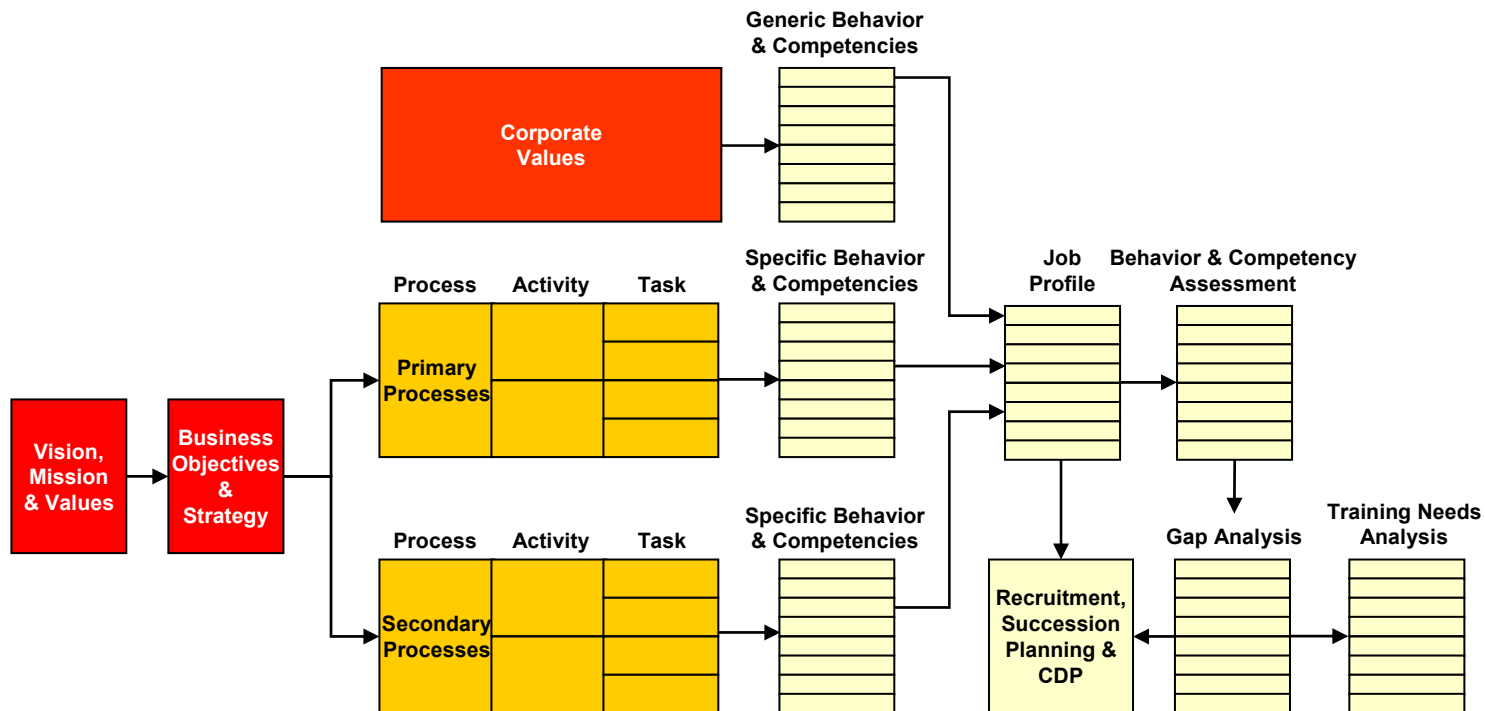 Generic Behavior
& Competencies
Corporate
Values
Specific Behavior
& Competencies
Job
Profile
Behavior & Competency
Assessment
Process
Activity
Task
Primary
Processes
Vision,
Mission
& Values
Business
Objectives
&
Strategy
Specific Behavior
& Competencies
Process
Activity
Task
Secondary
Processes
Gap Analysis
Training Needs
Analysis
Recruitment,
Succession
Planning &
CDP